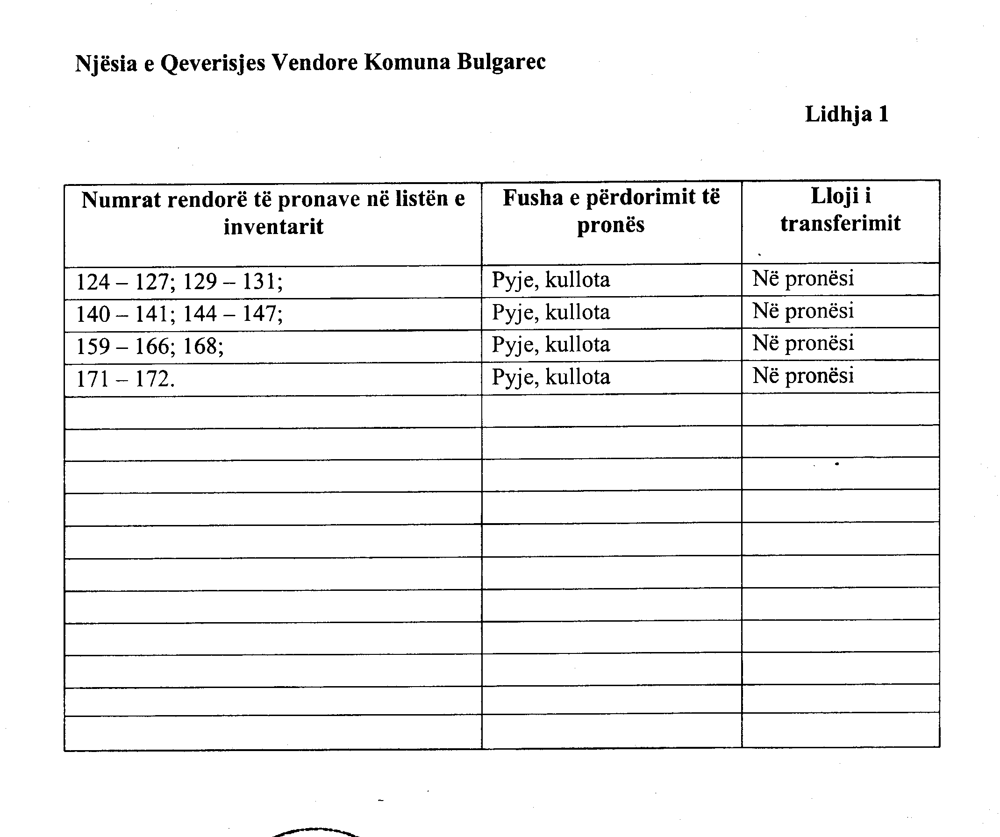 Njësia e Qeverisjes Vendore Komuna Bulgarec
Lidhja 1
Numrat rendorë të pronave në listën e
inventarit
Fusha e përdorimit të
pronës
Lloji i
transferimit
124 – 127; 129 – 131; Pyje, kullota Në pronësi
140 – 141; 144 – 147; Pyje, kullota Në pronësi
159 – 166; 168; Pyje, kullota Në pronësi
171 – 172. Pyje, kullota Në pronësi